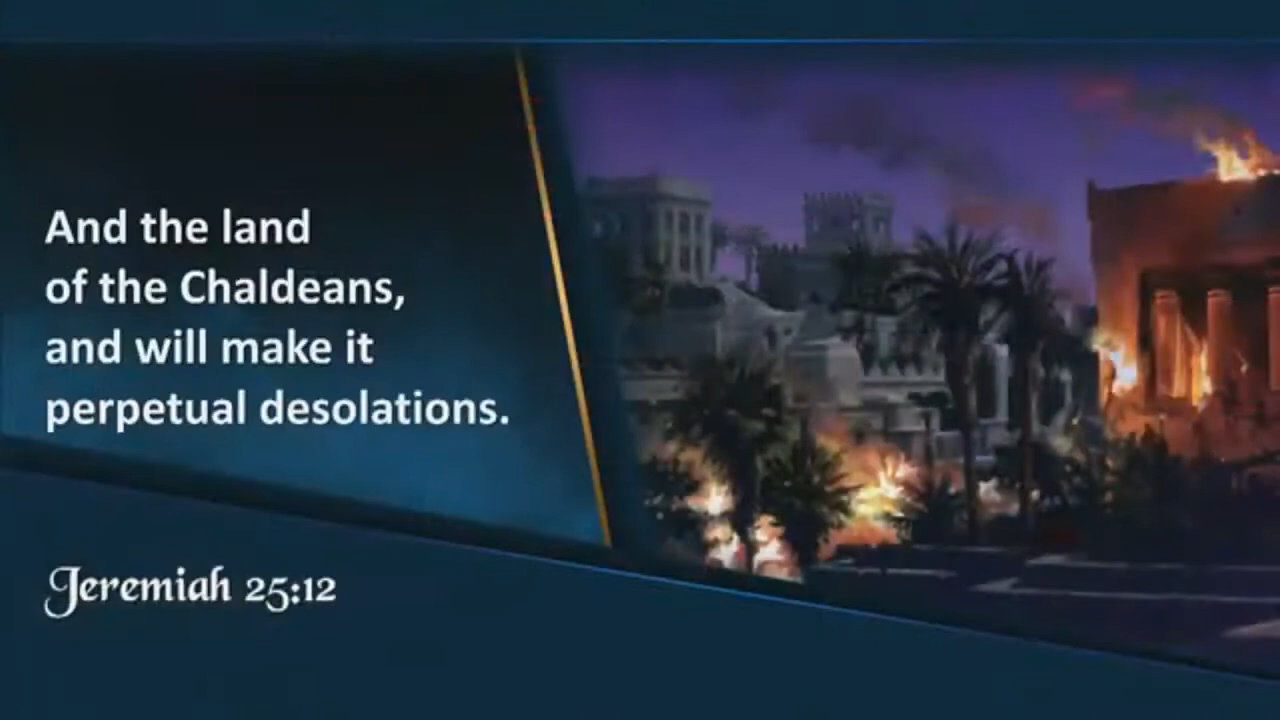 And the land
of the Chaldeans,
and will make it
perpetual desolations.
Jeremiah 25:12